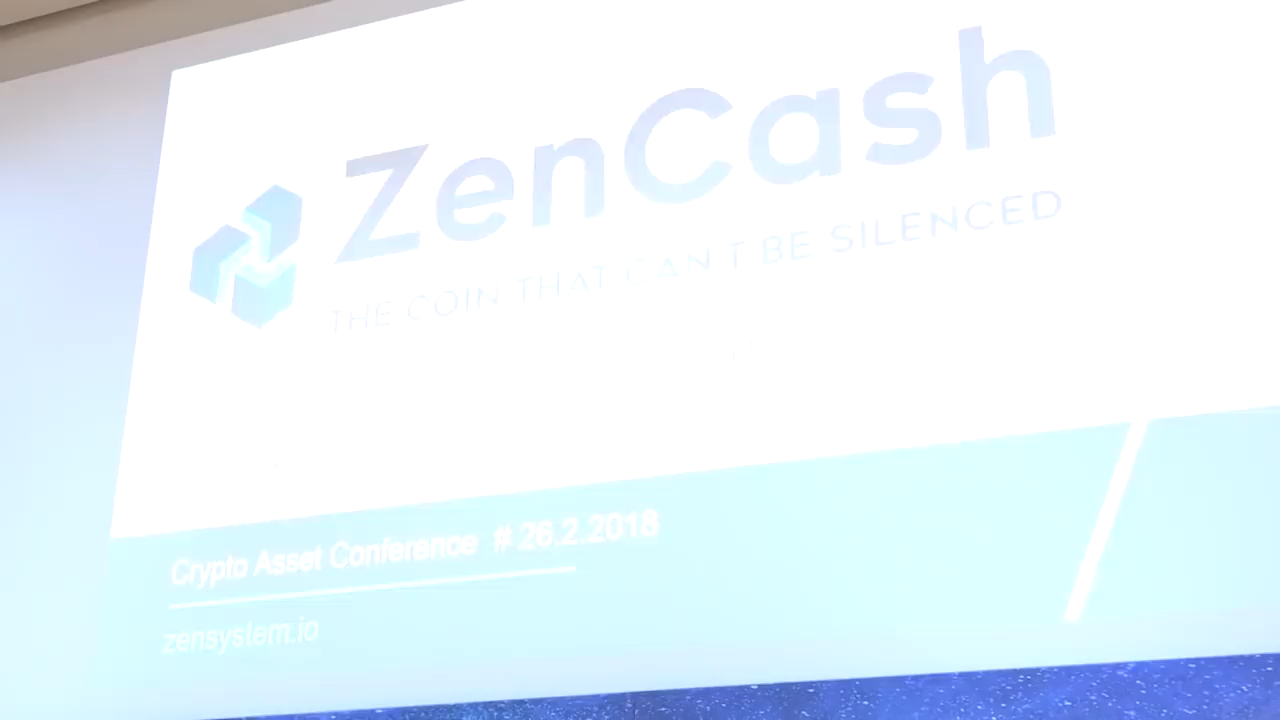 ZenCash
THE COIN THAT CAN'T BE SILENCED
Crypto Asset Conference # 26.2.2018
zensystem.io